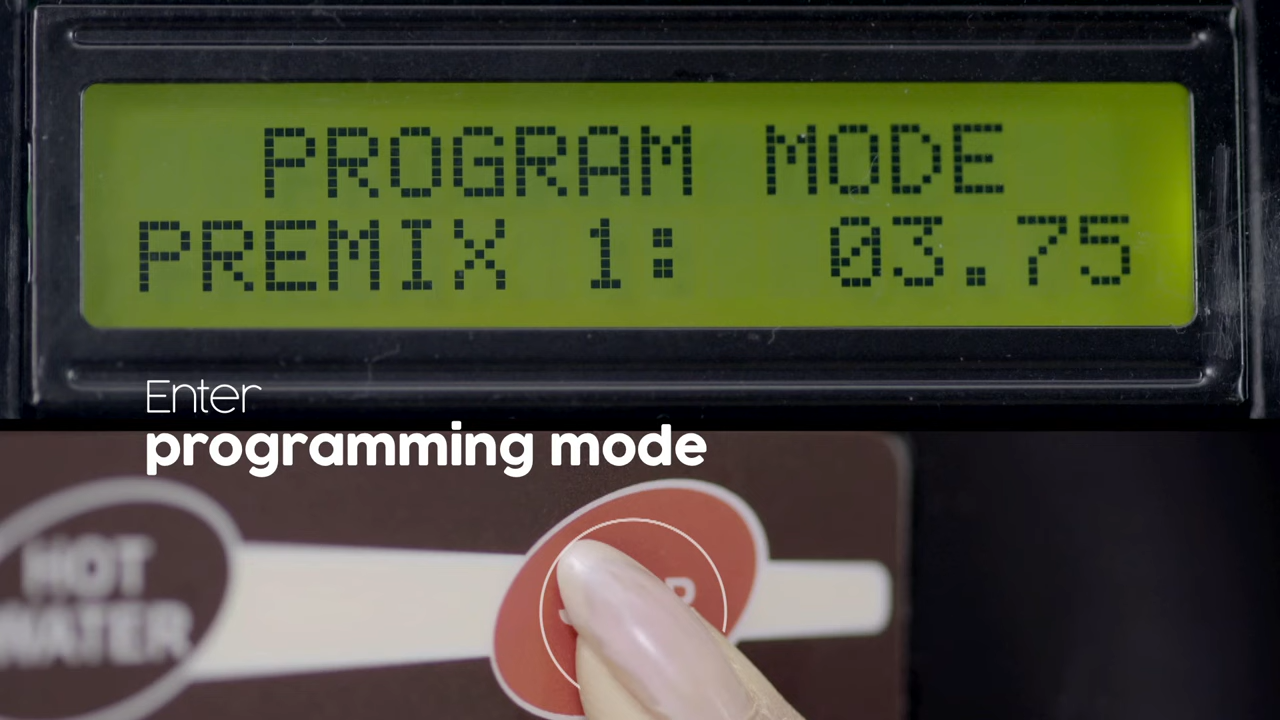 PROGRAM MODE
PREMIX 1: 03.75
Enter
programming mode
HOT
WATER